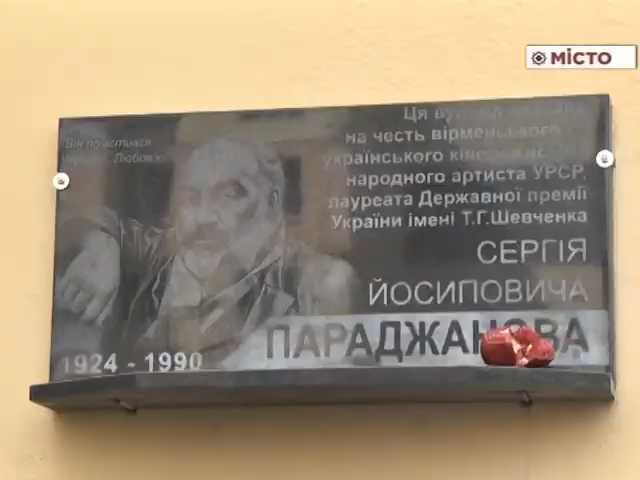 МІСТО
Ця
на честь вірменського
українського
народного артиста УРСР,
лауреата Державної премії
України імені Т.Г.Шевченка
СЕРГІЯ
ЙОСИПОВИЧА
ПАРАДЖАНОВА
1924 - 1990